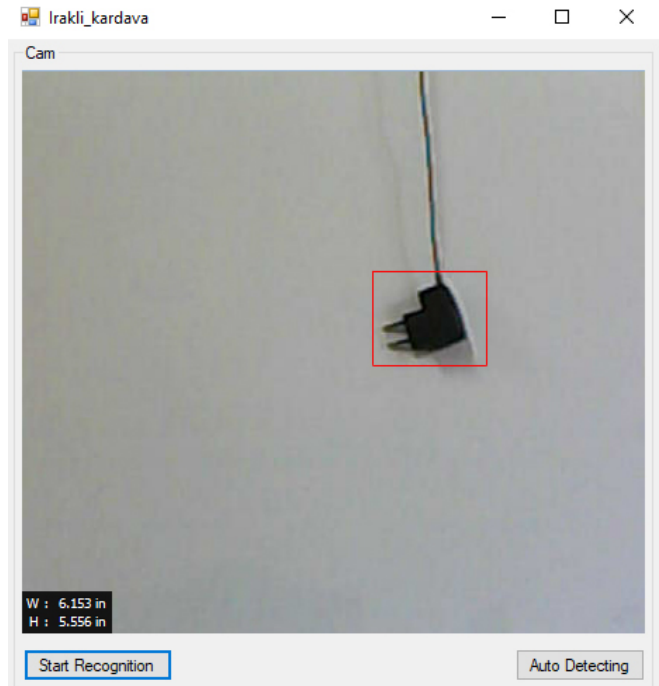 Irakli_kardava
Cam
W : 6.153 in
H : 5.556 in
Start Recognition
Auto Detecting